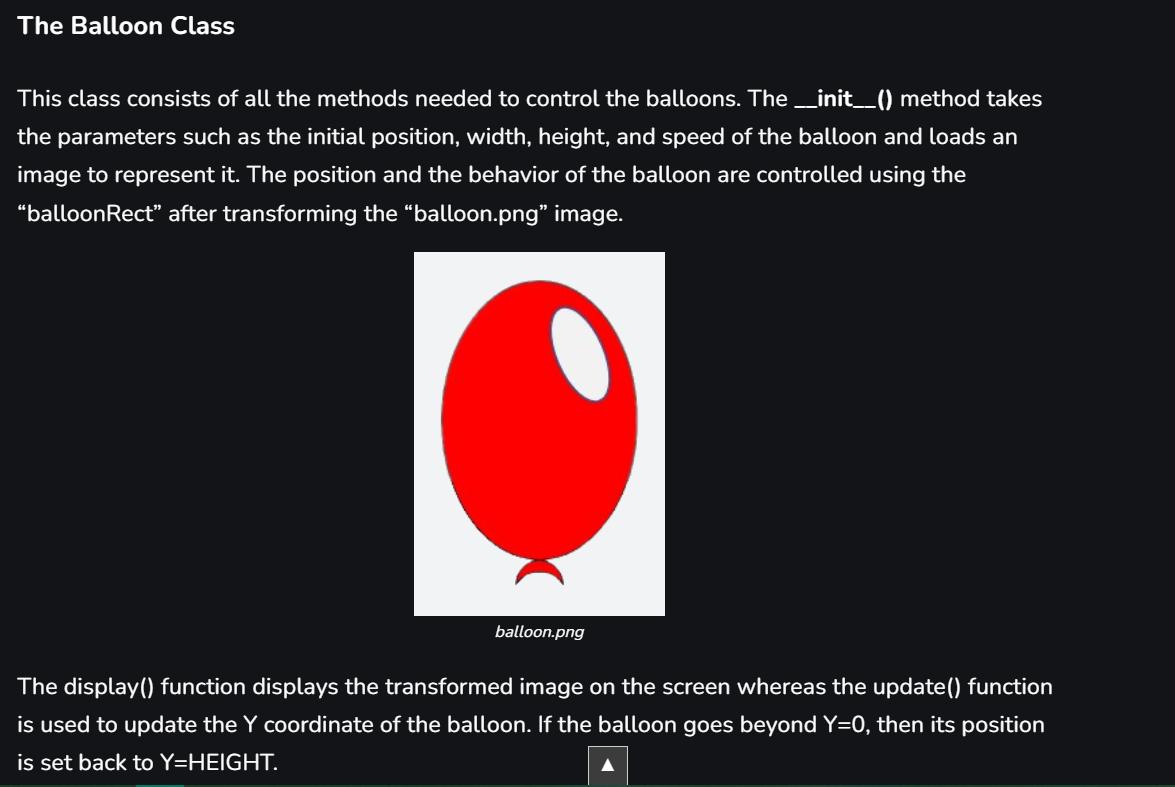 The Balloon Class
This class consists of all the methods needed to control the balloons. The __init__() method takes
the parameters such as the initial position, width, height, and speed of the balloon and loads an
image to represent it. The position and the behavior of the balloon are controlled using the
“balloonRect” after transforming the “balloon.png” image.
balloon.png
The display() function displays the transformed image on the screen whereas the update() function
is used to update the Y coordinate of the balloon. If the balloon goes beyond Y=0, then its position
is set back to Y=HEIGHT.